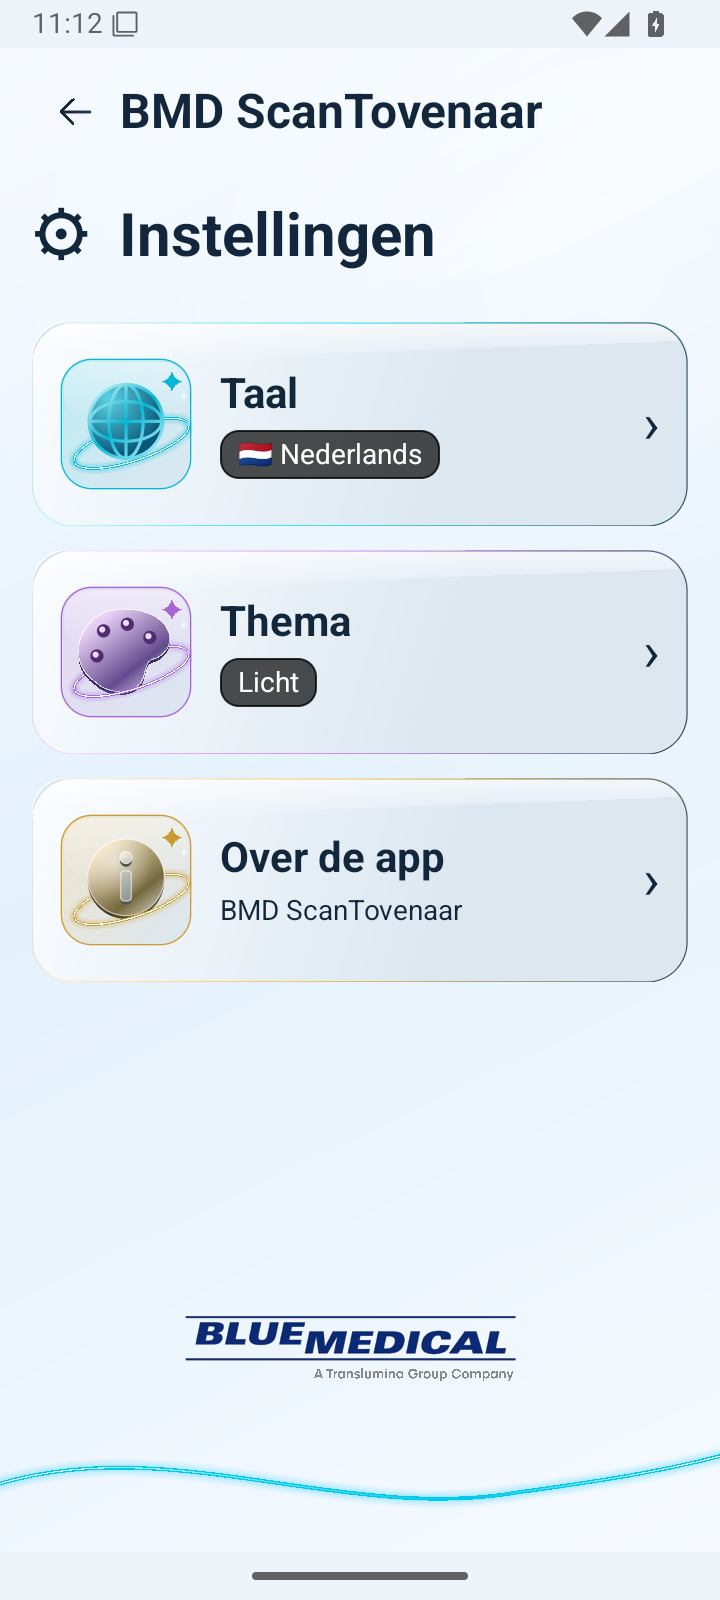 11:12
BMD ScanTovenaar
Instellingen
Taal
Nederlands
Thema
Licht
Over de app
BMD ScanTovenaar
BLUEMEDICAL
A Translumina Group Company